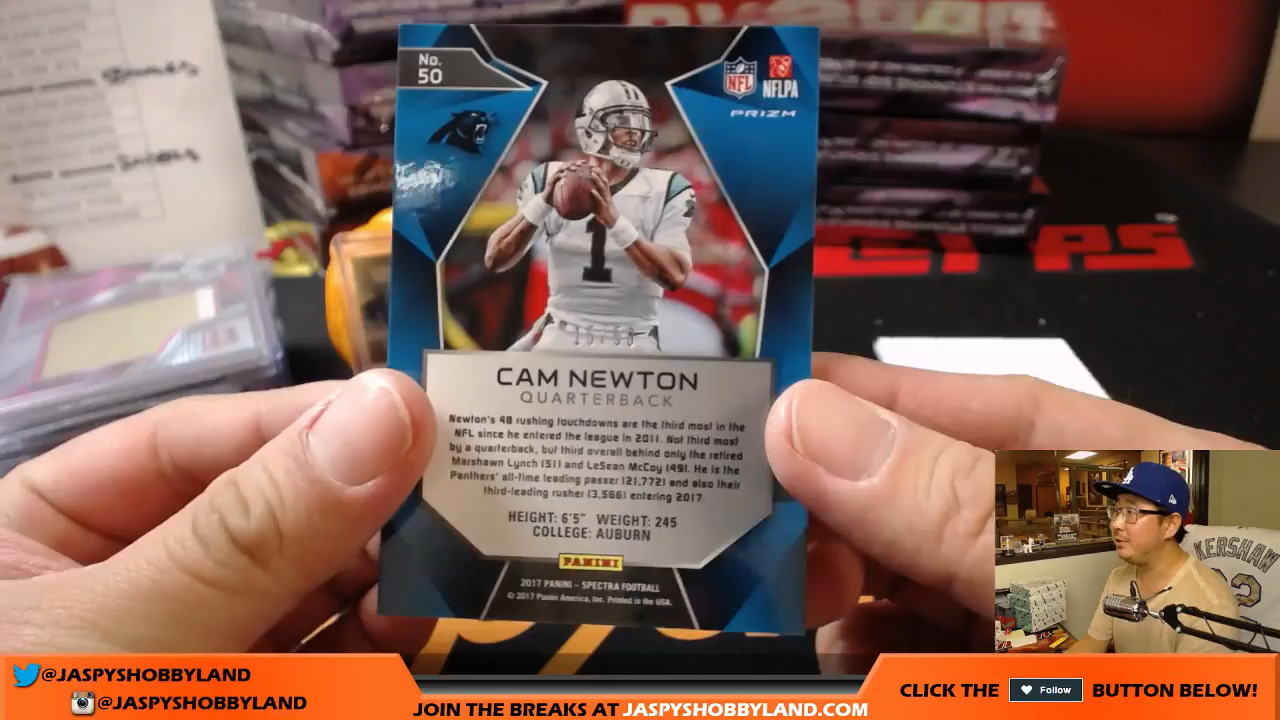 No.
50
NFL
NFLPA
PRIZM
1
CAM NEWTON
QUARTERBACK
Newton's 48 rushing touchdowns are the third most in the
NFL since he entered the league in 2011. Not third most
by a quarterback, but third overall behind only the retired
Marshawn Lynch (51) and LeSean McCoy (49). He is the
Panthers' all-time leading passer (21,772) and also their
third-leading rusher (3,566) entering 2017.
HEIGHT: 6'5" WEIGHT: 245
COLLEGE: AUBURN
PANINI
2017 PANINI – SPECTRA FOOTBALL
© 2017 Panini America, Inc. Printed in the USA.
KERSHAW
@JASPYSHOBBYLAND
@JASPYSHOBBYLAND
JOIN THE BREAKS AT JASPYSHOBBYLAND.COM
CLICK THE Follow BUTTON BELOW!